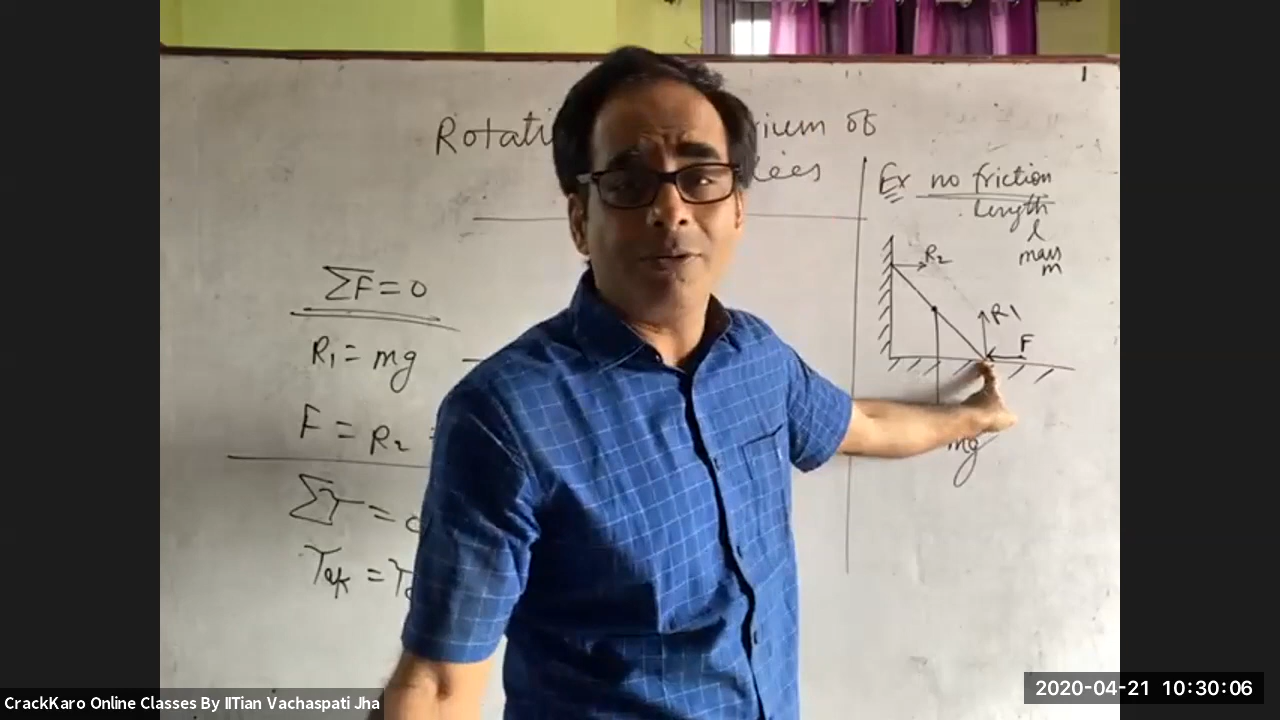 Rotati
ium of
ΣF = 0
R₁ = mg
F = R₂
Στ = 0
Ex no friction
Length
l
mass
m
R₂
R1
F
mg
CrackKaro Online Classes By IITian Vachaspati Jha
2020-04-21 10:30:06